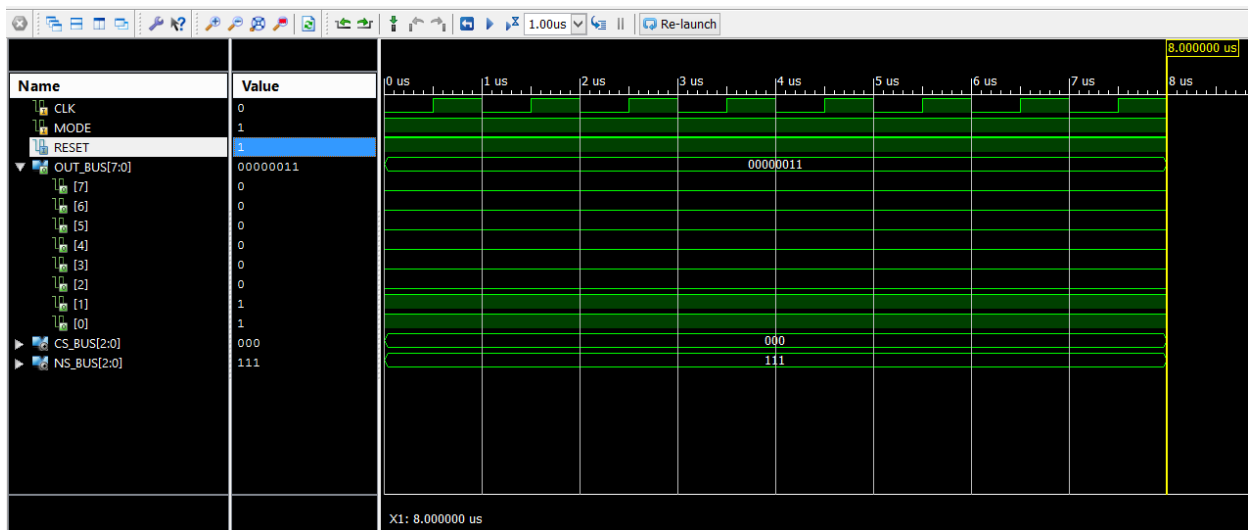 1.00us Re-launch
8.000000 us
Name Value 0 us 1 us 2 us 3 us 4 us 5 us 6 us 7 us 8 us
CLK 0
MODE 1
RESET 1
OUT_BUS[7:0] 00000011 00000011
[7] 0
[6] 0
[5] 0
[4] 0
[3] 0
[2] 0
[1] 1
[0] 1
CS_BUS[2:0] 000 000
NS_BUS[2:0] 111 111
X1: 8.000000 us